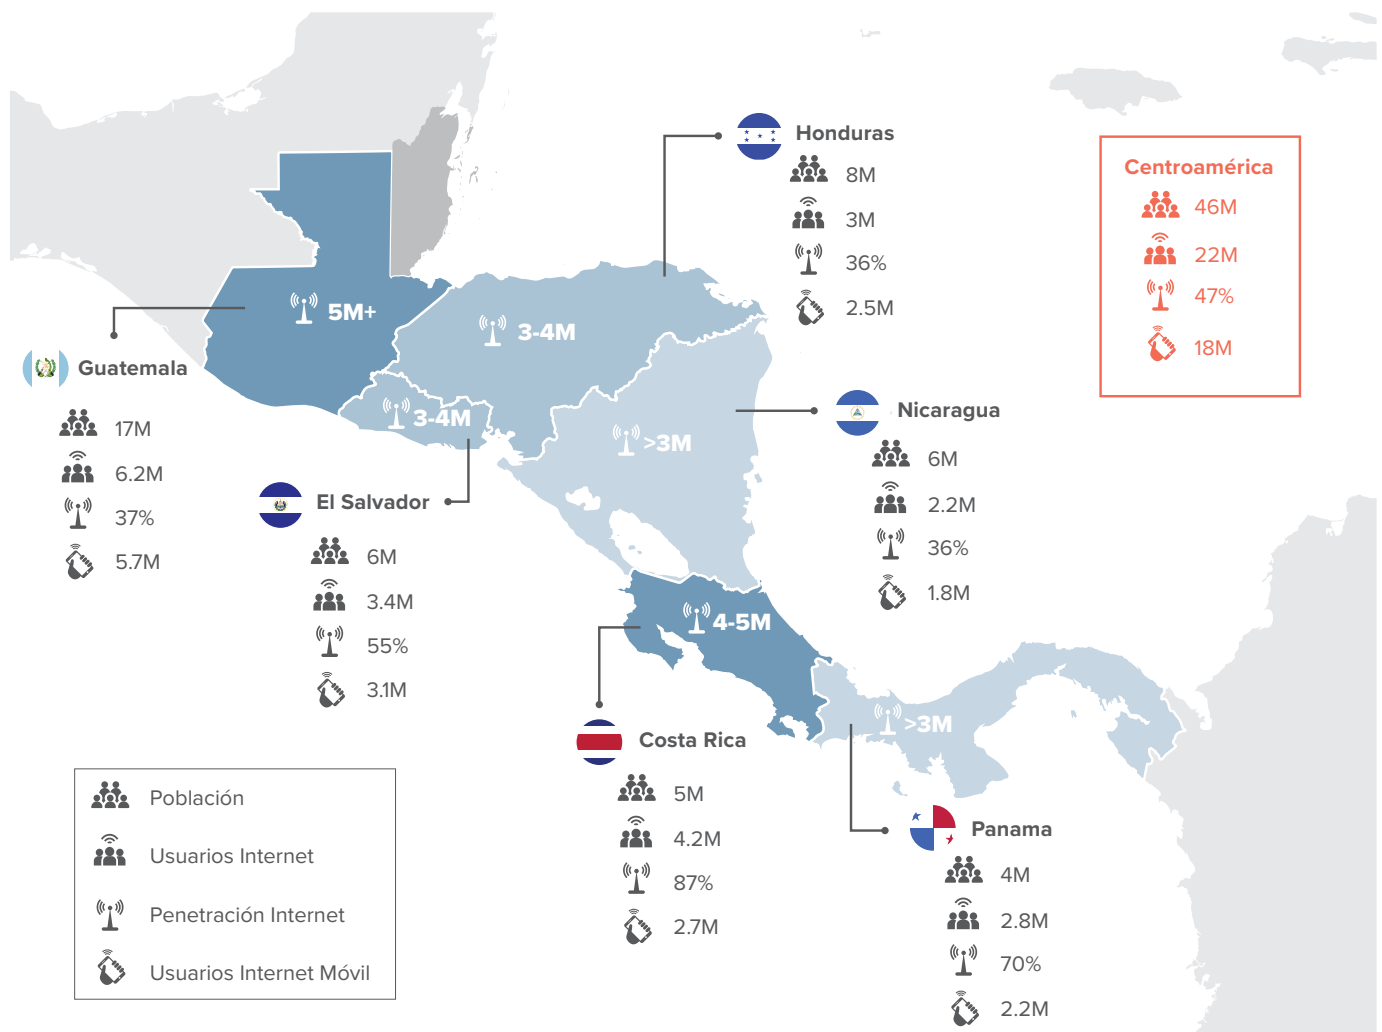 Honduras
8M
3M
36%
2.5M
Centroamérica
46M
22M
47%
18M
5M+
3-4M
3-4M
>3M
4-5M
>3M
Guatemala
17M
6.2M
37%
5.7M
El Salvador
6M
3.4M
55%
3.1M
Nicaragua
6M
2.2M
36%
1.8M
Costa Rica
5M
4.2M
87%
2.7M
Panama
4M
2.8M
70%
2.2M
Población
Usuarios Internet
Penetración Internet
Usuarios Internet Móvil